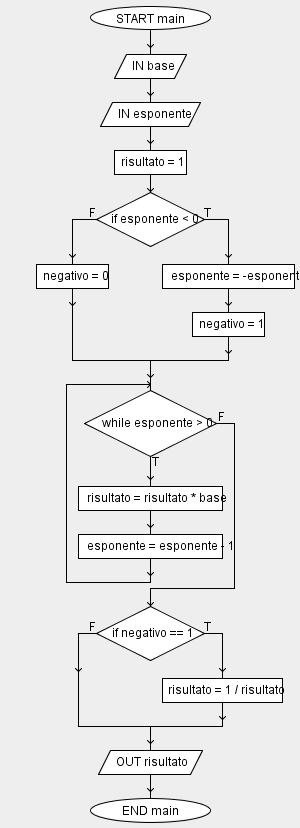 START main
IN base
IN esponente
risultato = 1
if esponente < 0
F
T
negativo = 0
esponente = -esponent
negativo = 1
while esponente > 0
F
T
risultato = risultato * base
esponente = esponente - 1
if negativo == 1
F
T
risultato = 1 / risultato
OUT risultato
END main